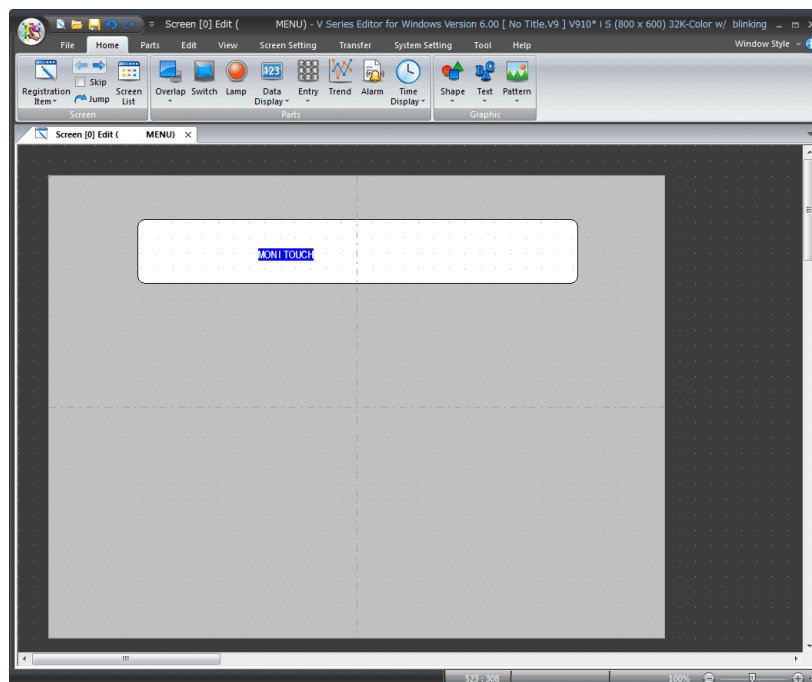 Screen [0] Edit ( MENU) - V Series Editor for Windows Version 6.00 [ No Title.V9 ] V910* i S (800 x 600) 32K-Color w/ blinking
File Home Parts Edit View Screen Setting Transfer System Setting Tool Help Window Style
Registration Item Skip Jump Screen List Overlap Switch Lamp Data Display Entry Trend Alarm Time Display Shape Text Pattern
Screen Parts Graphic
Screen [0] Edit ( MENU)
MONITOUCH
523 : 308 100%